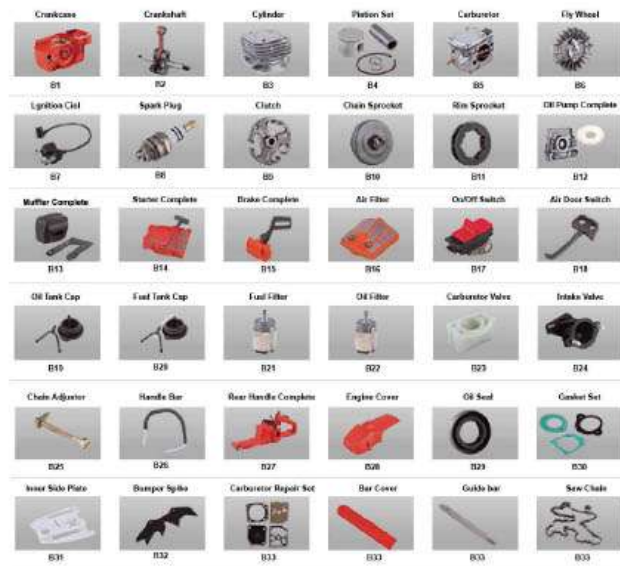 Crankcase Crankshaft Cylinder Pistion Set Carburetor Fly Wheel
B1 B2 B3 B4 B5 B6
Lgnition Ciol Spark Plug Clutch Chain Sprocket Rim Sprocket Oil Pump Complete
B7 B8 B9 B10 B11 B12
Muffler Complete Starter Complete Brake Complete Air Filter On/Off Switch Air Door Switch
B13 B14 B15 B16 B17 B18
Oil Tank Cap Fuel Tank Cap Fuel Filter Oil Filter Carburetor Valve Intake Valve
B19 B20 B21 B22 B23 B24
Chain Adjustor Handle Bar Rear Handle Complete Engine Cover Oil Seal Gasket Set
B25 B26 B27 B28 B29 B30
Inner Side Plate Bumper Spike Carburetor Repair Set Bar Cover Guide bar Saw Chain
B31 B32 B33 B33 B33 B33